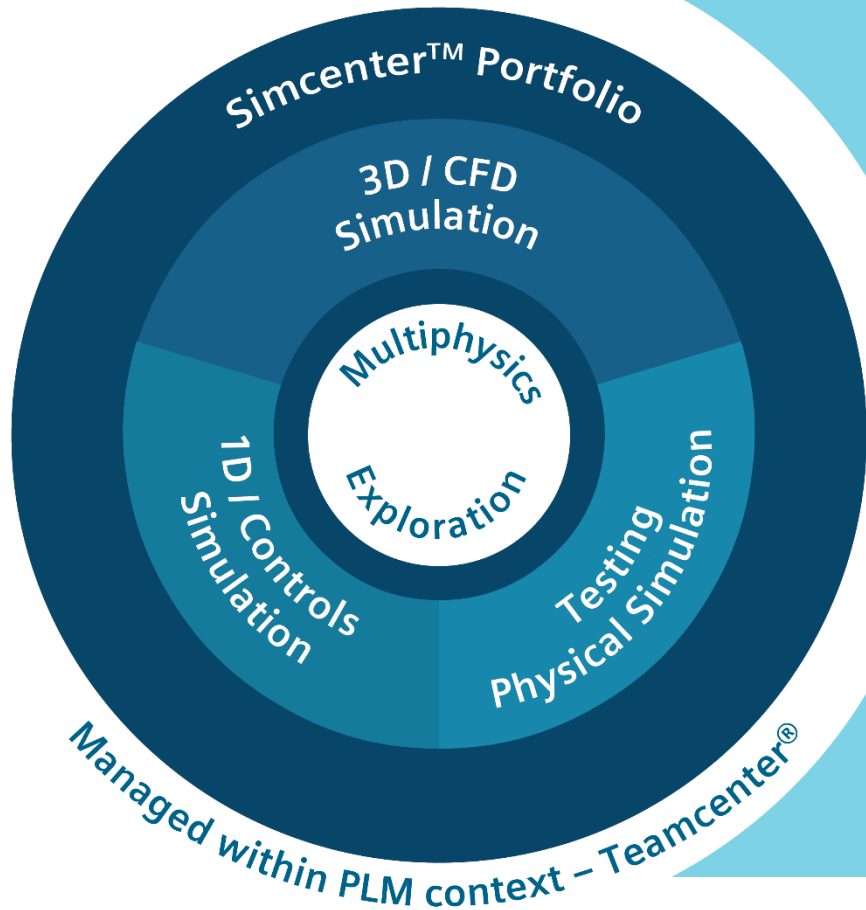 Simcenter™ Portfolio
3D / CFD
Simulation
Multiphysics
Exploration
1D / Controls
Simulation
Testing
Physical Simulation
Managed within PLM context – Teamcenter®